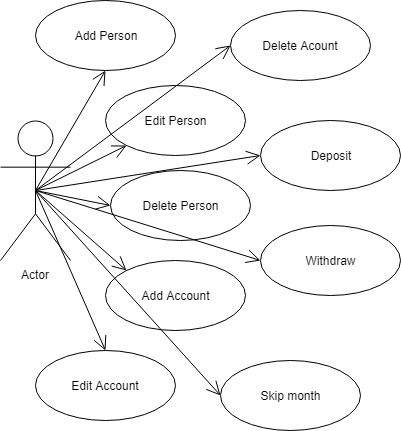 Add Person
Delete Acount
Edit Person
Deposit
Delete Person
Withdraw
Actor
Add Account
Edit Account
Skip month